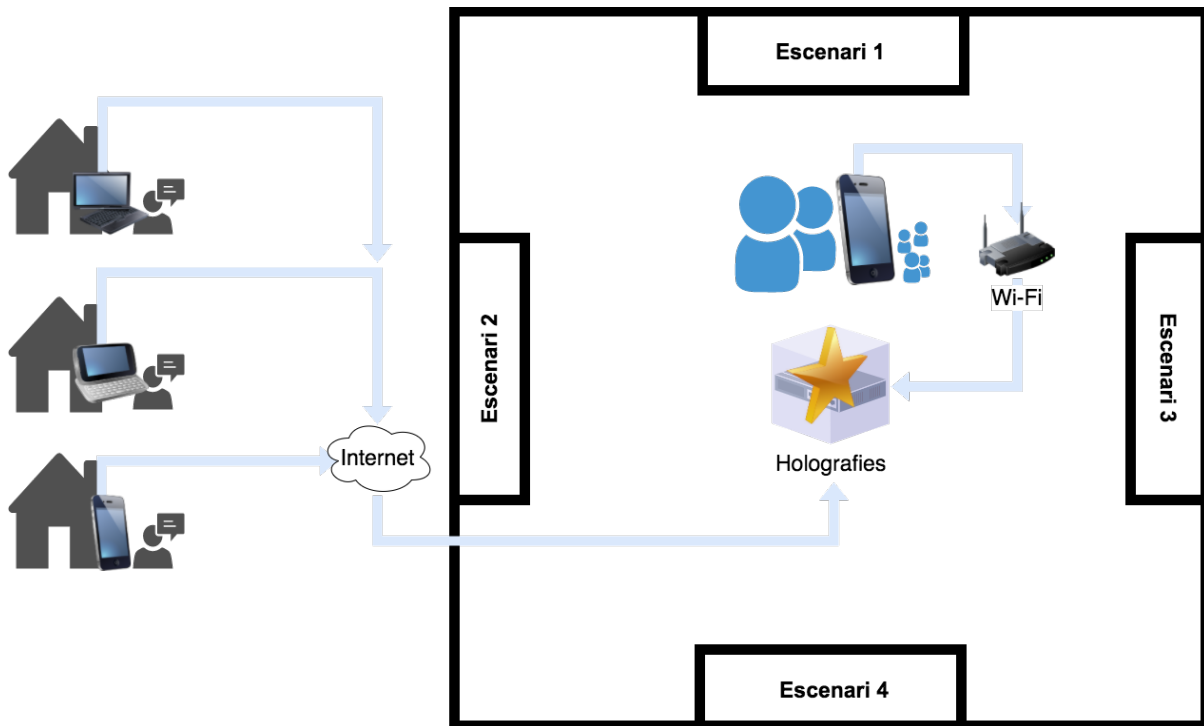 Escenari 1
Escenari 2
Wi-Fi
Escenari 3
Internet
Holografies
Escenari 4